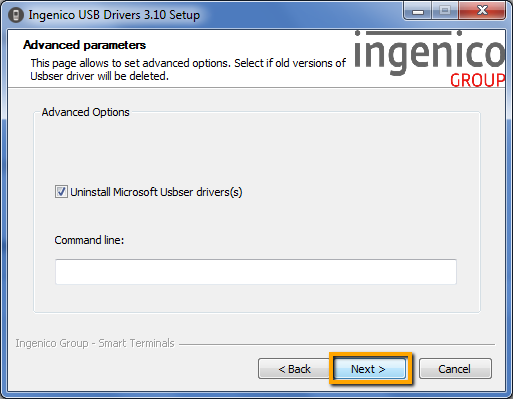 Ingenico USB Drivers 3.10 Setup
Advanced parameters
This page allows to set advanced options. Select if old versions of
Usbser driver will be deleted.
ingenico
GROUP
Advanced Options
Uninstall Microsoft Usbser drivers(s)
Command line:
Ingenico Group - Smart Terminals
< Back
Next >
Cancel